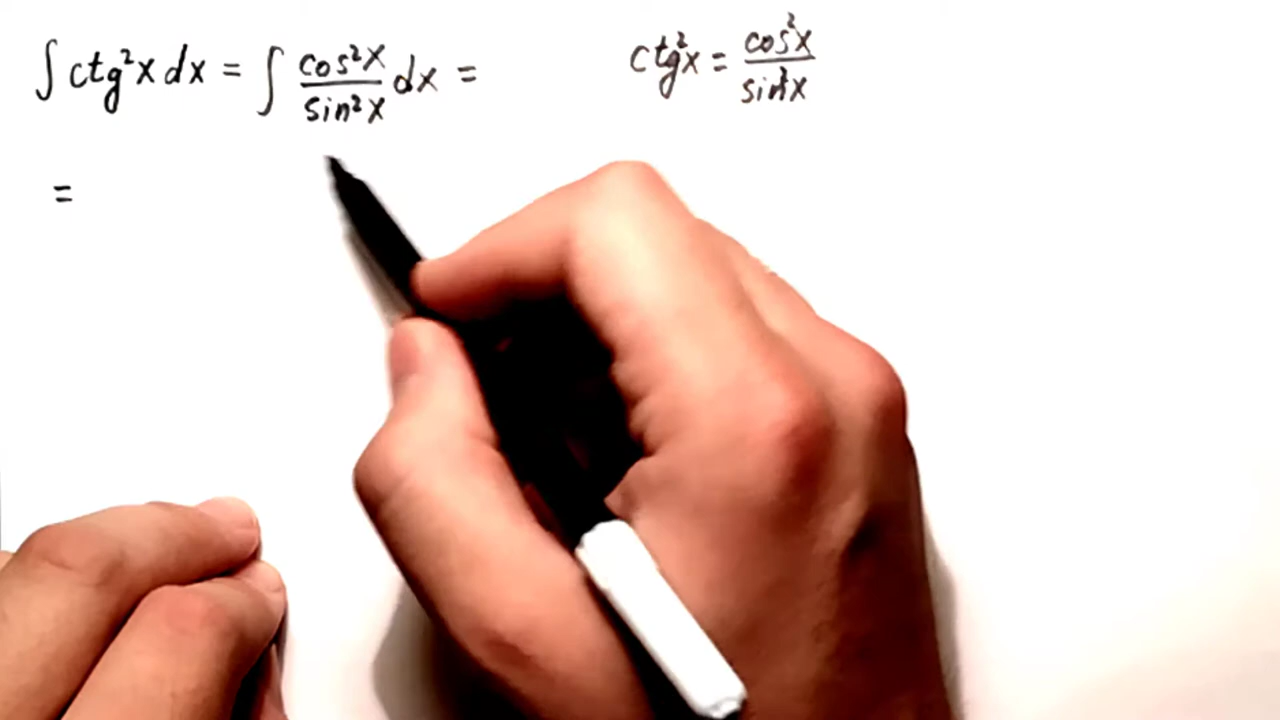 ∫ ctg²x dx = ∫ cos²x / sin²x dx =
ctg²x = cos²x / sin²x
=